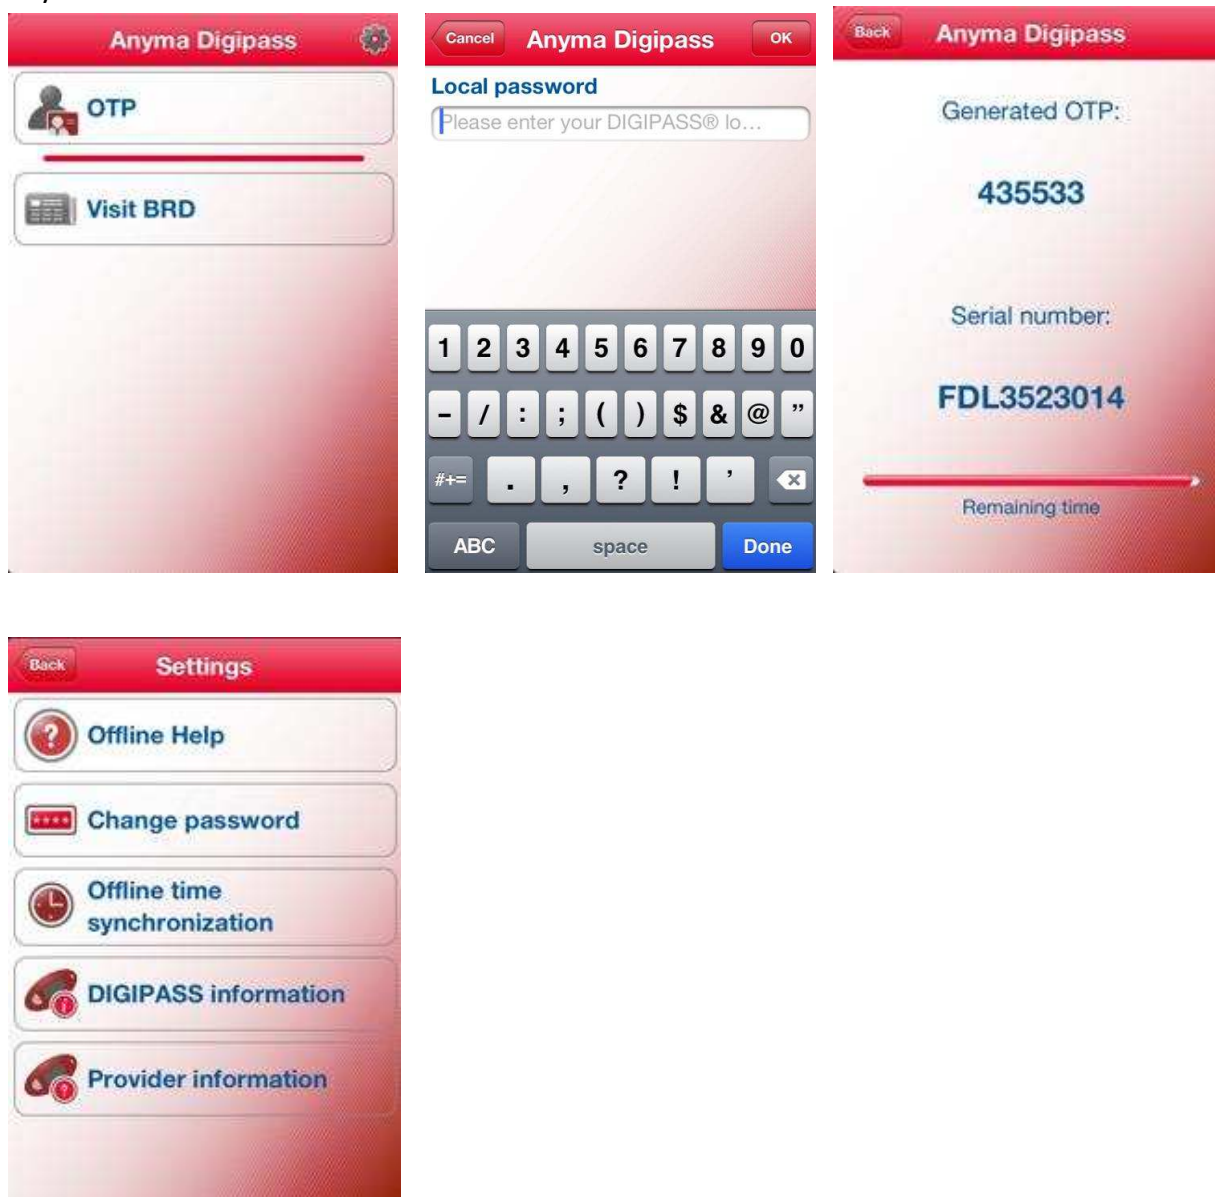 Anyma Digipass
OTP
Visit BRD
Cancel
Anyma Digipass
OK
Local password
Please enter your DIGIPASS® lo...
1 2 3 4 5 6 7 8 9 0
- / : ; ( ) $ & @ ”
#+= . , ? ! ’
ABC space Done
Back
Anyma Digipass
Generated OTP:
435533
Serial number:
FDL3523014
Remaining time
Back
Settings
Offline Help
Change password
Offline time
synchronization
DIGIPASS information
Provider information